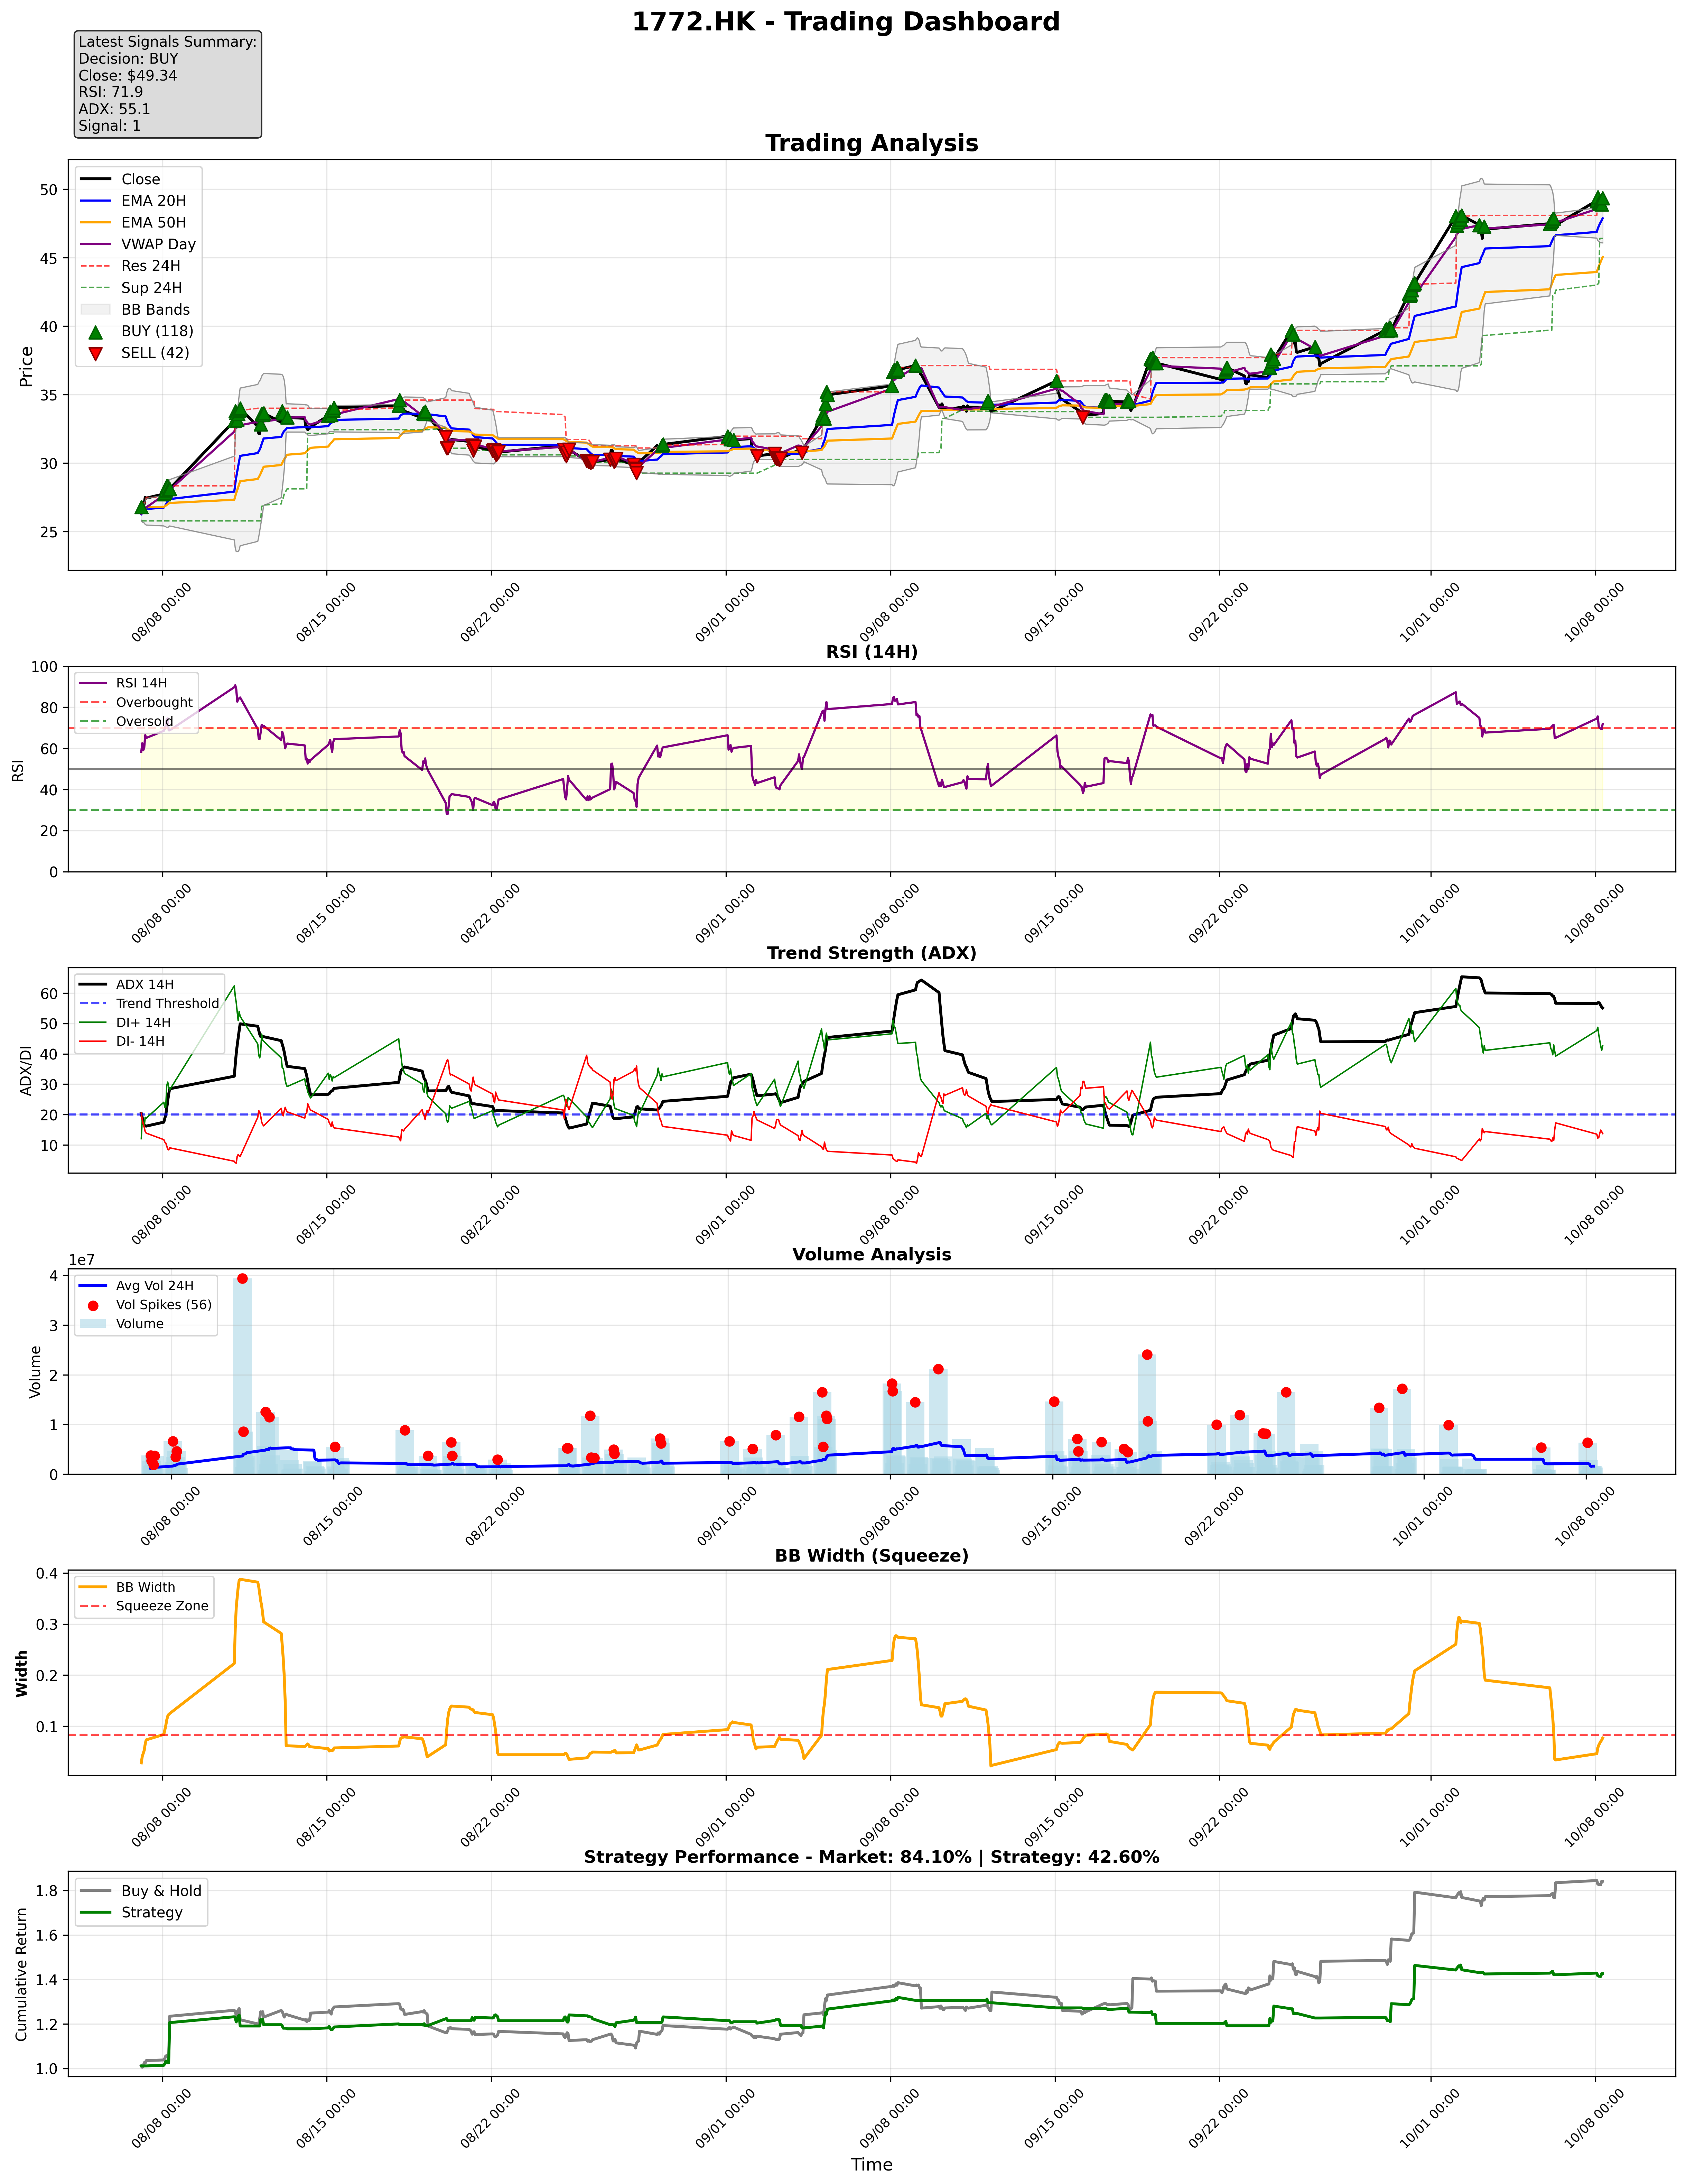 1772.HK - Trading Dashboard
Latest Signals Summary:
Decision: BUY
Close: $49.34
RSI: 71.9
ADX: 55.1
Signal: 1
Trading Analysis
Close
EMA 20H
EMA 50H
VWAP Day
Res 24H
Sup 24H
BB Bands
BUY (118)
SELL (42)
Price
50
45
40
35
30
25
08/08 00:00
08/15 00:00
08/22 00:00
09/01 00:00
09/08 00:00
09/15 00:00
09/22 00:00
10/01 00:00
10/08 00:00
RSI (14H)
RSI 14H
Overbought
Oversold
RSI
100
80
60
40
20
0
08/08 00:00
08/15 00:00
08/22 00:00
09/01 00:00
09/08 00:00
09/15 00:00
09/22 00:00
10/01 00:00
10/08 00:00
Trend Strength (ADX)
ADX 14H
Trend Threshold
DI+ 14H
DI- 14H
ADX/DI
60
50
40
30
20
10
08/08 00:00
08/15 00:00
08/22 00:00
09/01 00:00
09/08 00:00
09/15 00:00
09/22 00:00
10/01 00:00
10/08 00:00
Volume Analysis
1e7
Avg Vol 24H
Vol Spikes (56)
Volume
Volume
4
3
2
1
0
08/08 00:00
08/15 00:00
08/22 00:00
09/01 00:00
09/08 00:00
09/15 00:00
09/22 00:00
10/01 00:00
10/08 00:00
BB Width (Squeeze)
BB Width
Squeeze Zone
Width
0.4
0.3
0.2
0.1
08/08 00:00
08/15 00:00
08/22 00:00
09/01 00:00
09/08 00:00
09/15 00:00
09/22 00:00
10/01 00:00
10/08 00:00
Strategy Performance - Market: 84.10% | Strategy: 42.60%
Buy & Hold
Strategy
Cumulative Return
1.8
1.6
1.4
1.2
1.0
08/08 00:00
08/15 00:00
08/22 00:00
09/01 00:00
09/08 00:00
09/15 00:00
09/22 00:00
10/01 00:00
10/08 00:00
Time